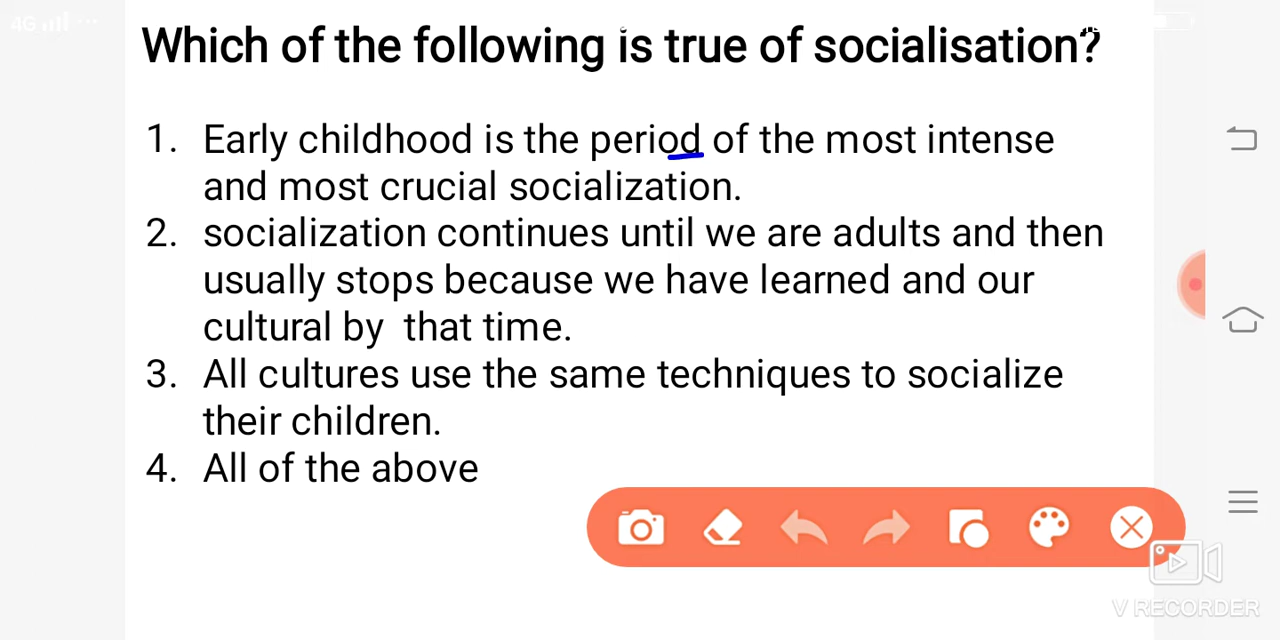 4G
Which of the following is true of socialisation?
1. Early childhood is the period of the most intense
and most crucial socialization.
2. socialization continues until we are adults and then
usually stops because we have learned and our
cultural by that time.
3. All cultures use the same techniques to socialize
their children.
4. All of the above
V RECORDER